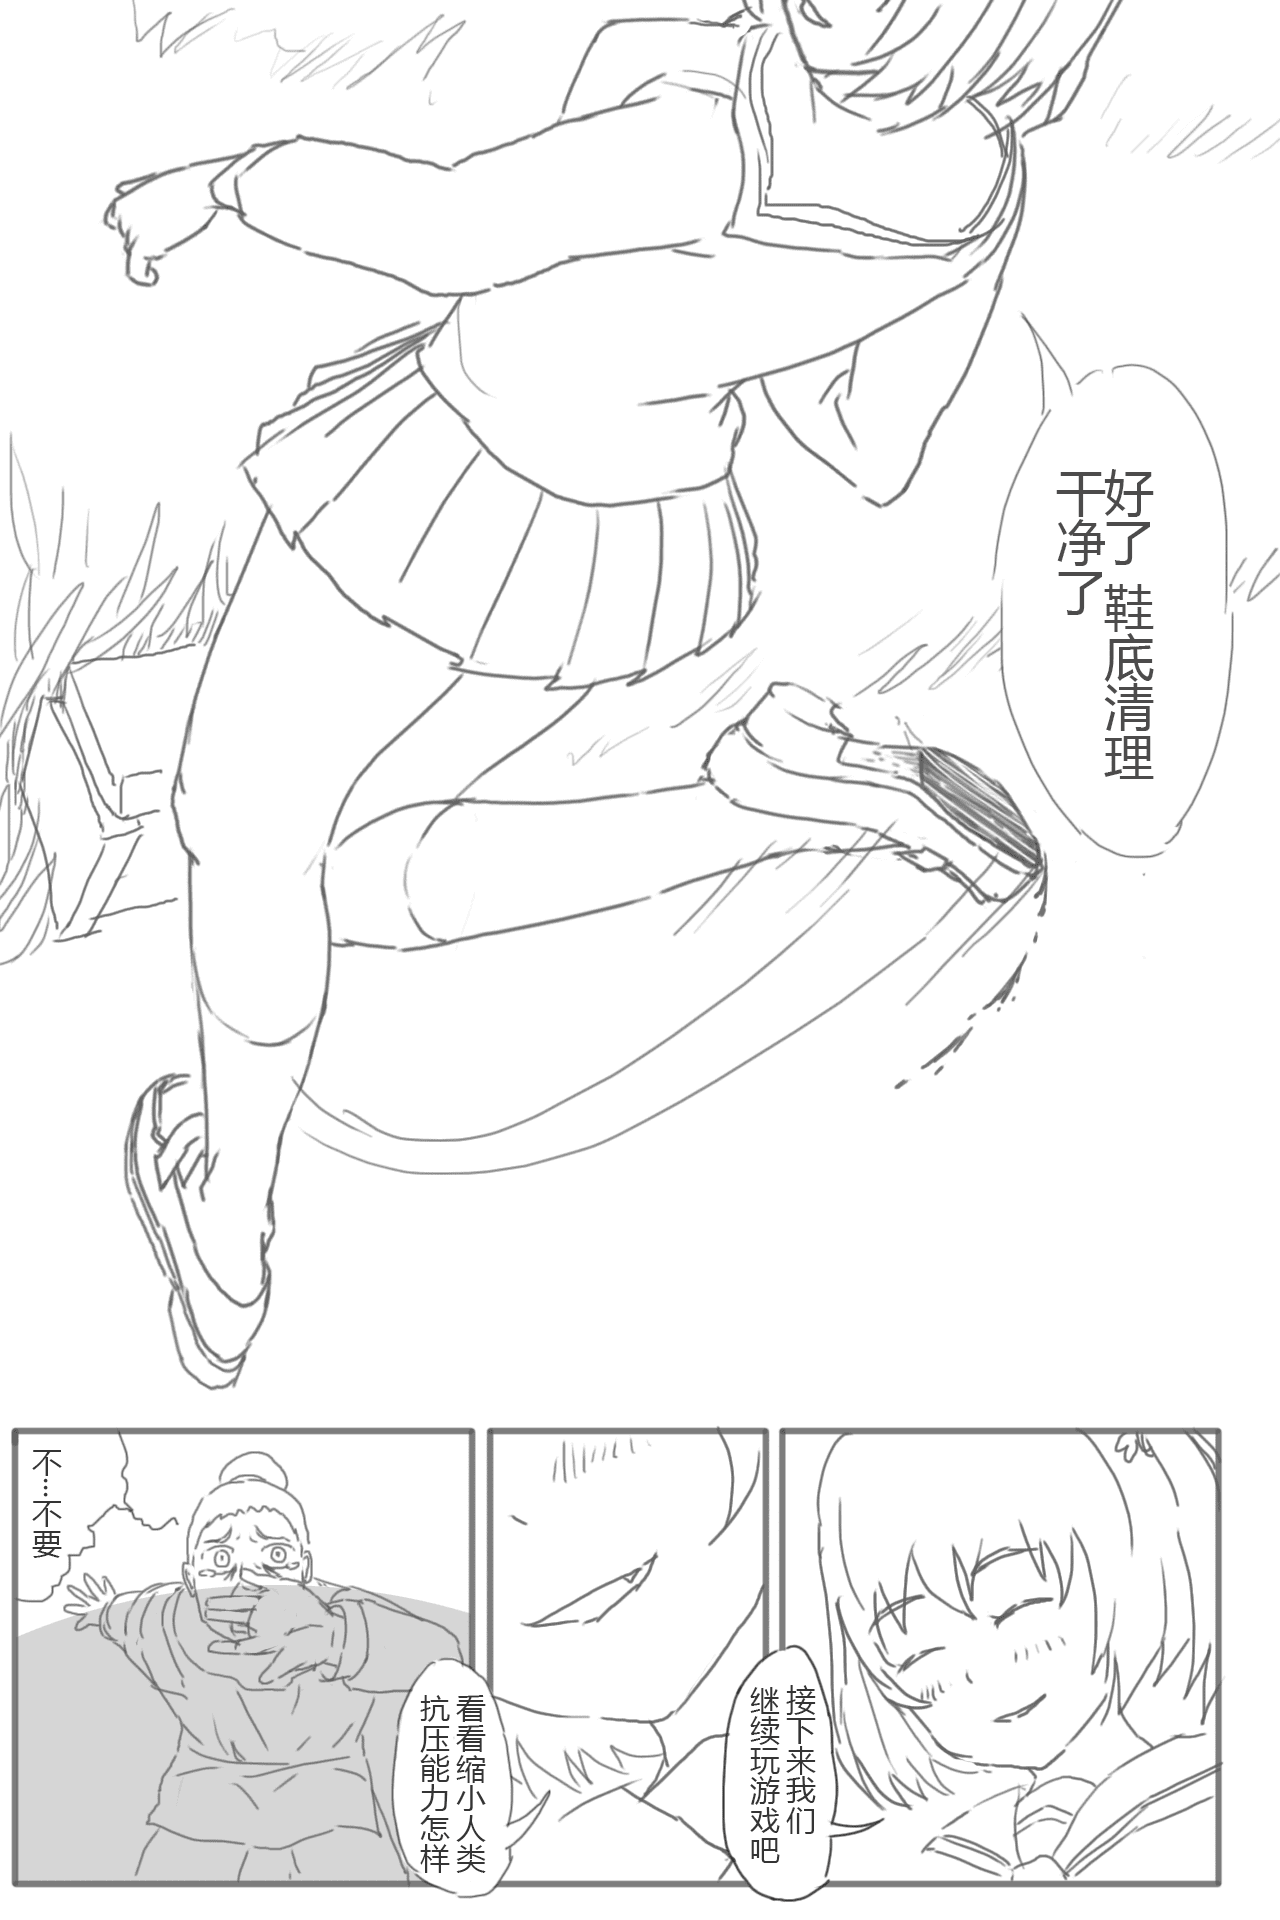 好了 鞋底清理
干净了
接下来我们
继续玩游戏吧
看看缩小人类
抗压能力怎样
不…不要